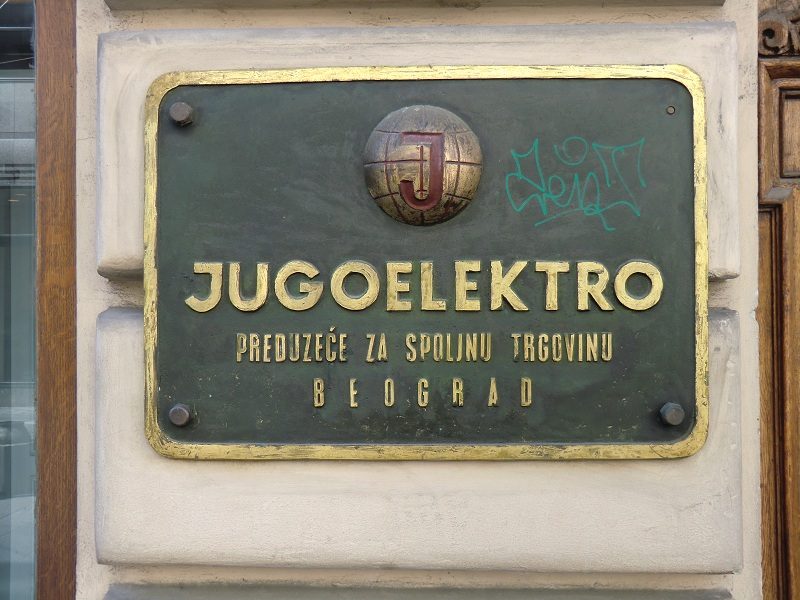 J
JUGOELEKTRO
PREDUZEĆE ZA SPOLJNU TRGOVINU
BEOGRAD